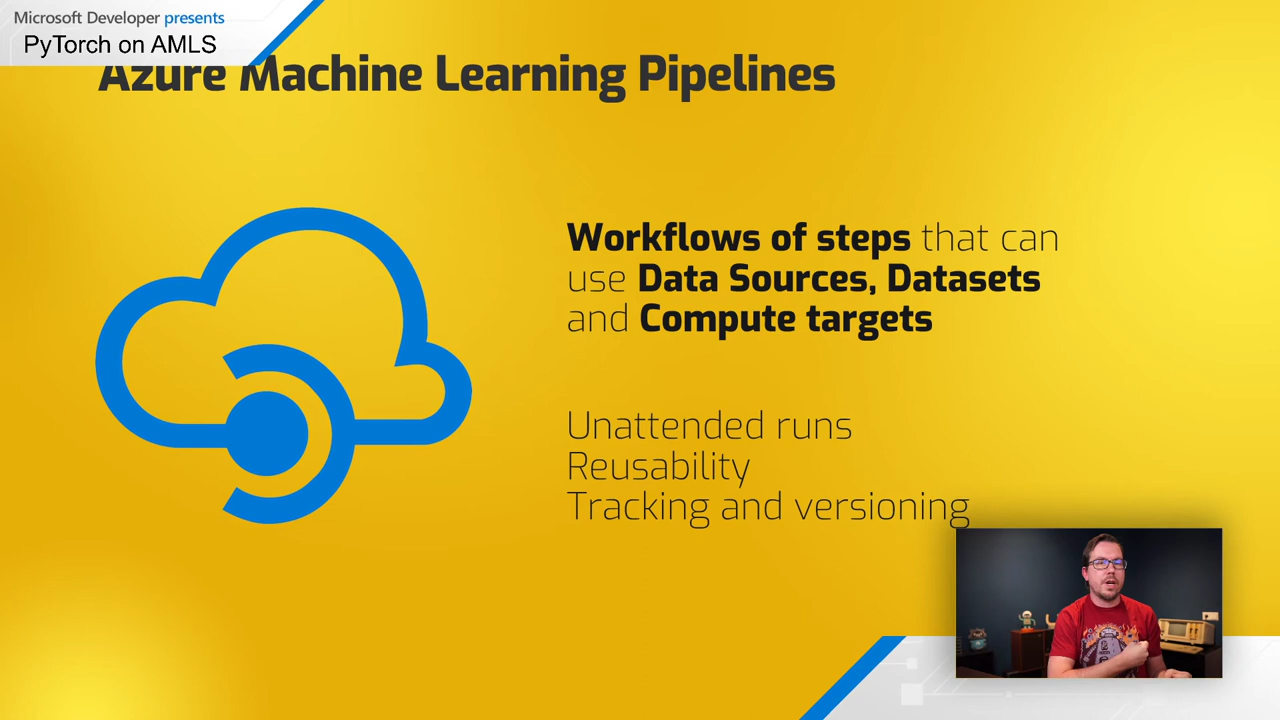 Microsoft Developer presents
PyTorch on AMLS
Azure Machine Learning Pipelines
Workflows of steps that can
use Data Sources, Datasets
and Compute targets
Unattended runs
Reusability
Tracking and versioning